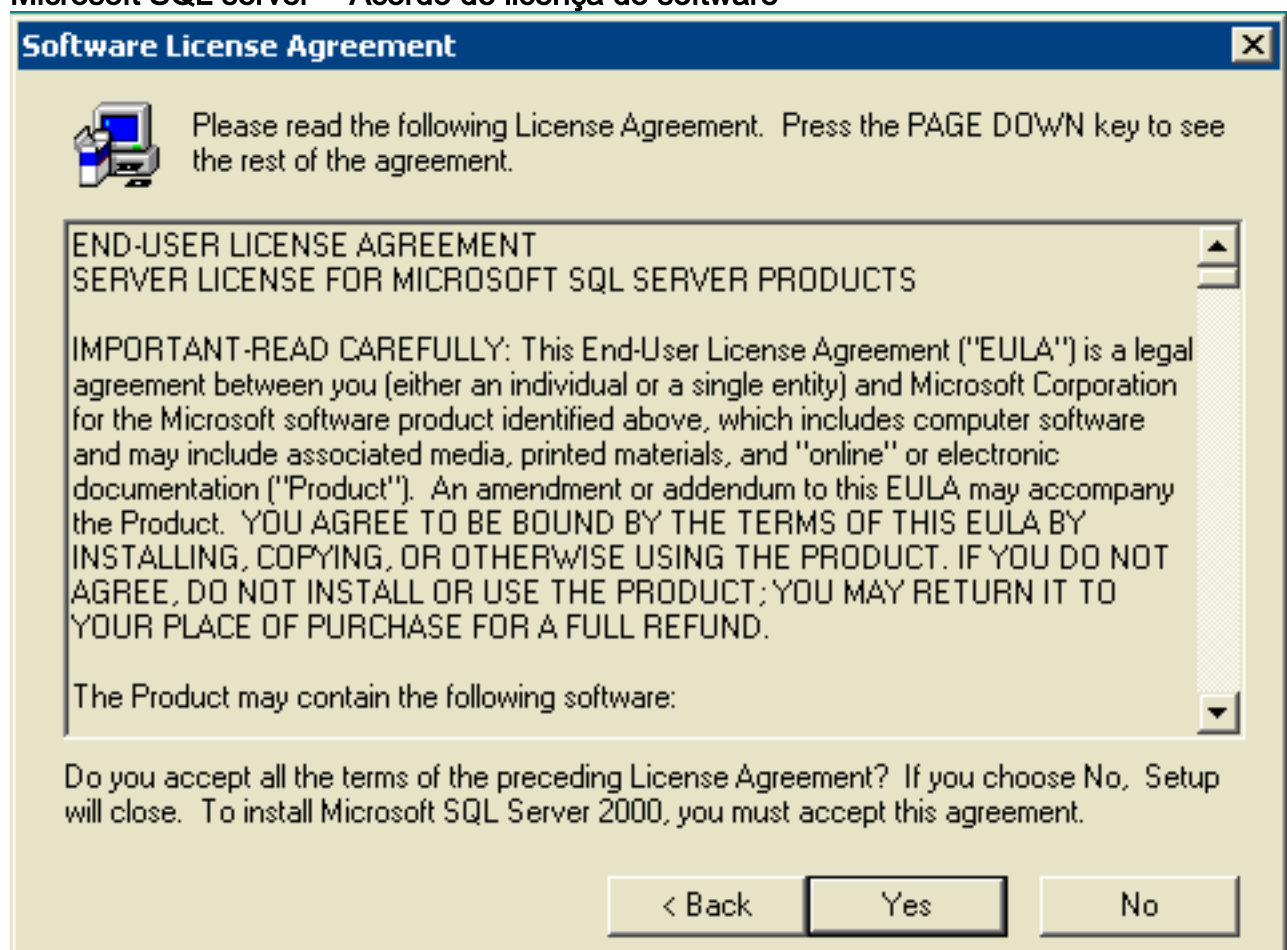 Microsoft SQL server – Acordo de licença de software
Software License Agreement
Please read the following License Agreement. Press the PAGE DOWN key to see
the rest of the agreement.
END-USER LICENSE AGREEMENT
SERVER LICENSE FOR MICROSOFT SQL SERVER PRODUCTS
IMPORTANT-READ CAREFULLY: This End-User License Agreement ("EULA") is a legal
agreement between you (either an individual or a single entity) and Microsoft Corporation
for the Microsoft software product identified above, which includes computer software
and may include associated media, printed materials, and "online" or electronic
documentation ("Product"). An amendment or addendum to this EULA may accompany
the Product. YOU AGREE TO BE BOUND BY THE TERMS OF THIS EULA BY
INSTALLING, COPYING, OR OTHERWISE USING THE PRODUCT. IF YOU DO NOT
AGREE, DO NOT INSTALL OR USE THE PRODUCT; YOU MAY RETURN IT TO
YOUR PLACE OF PURCHASE FOR A FULL REFUND.
The Product may contain the following software:
Do you accept all the terms of the preceding License Agreement? If you choose No, Setup
will close. To install Microsoft SQL Server 2000, you must accept this agreement.
< Back Yes No